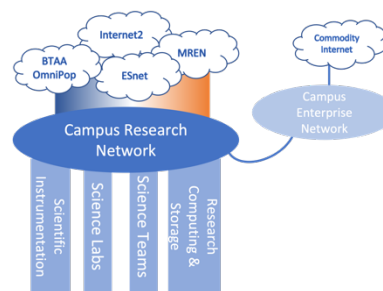 Internet2
BTAA
OmniPop
MREN
ESnet
Commodity
Internet
Campus
Enterprise
Network
Campus Research
Network
Scientific
Instrumentation
Science Labs
Science Teams
Research
Computing &
Storage